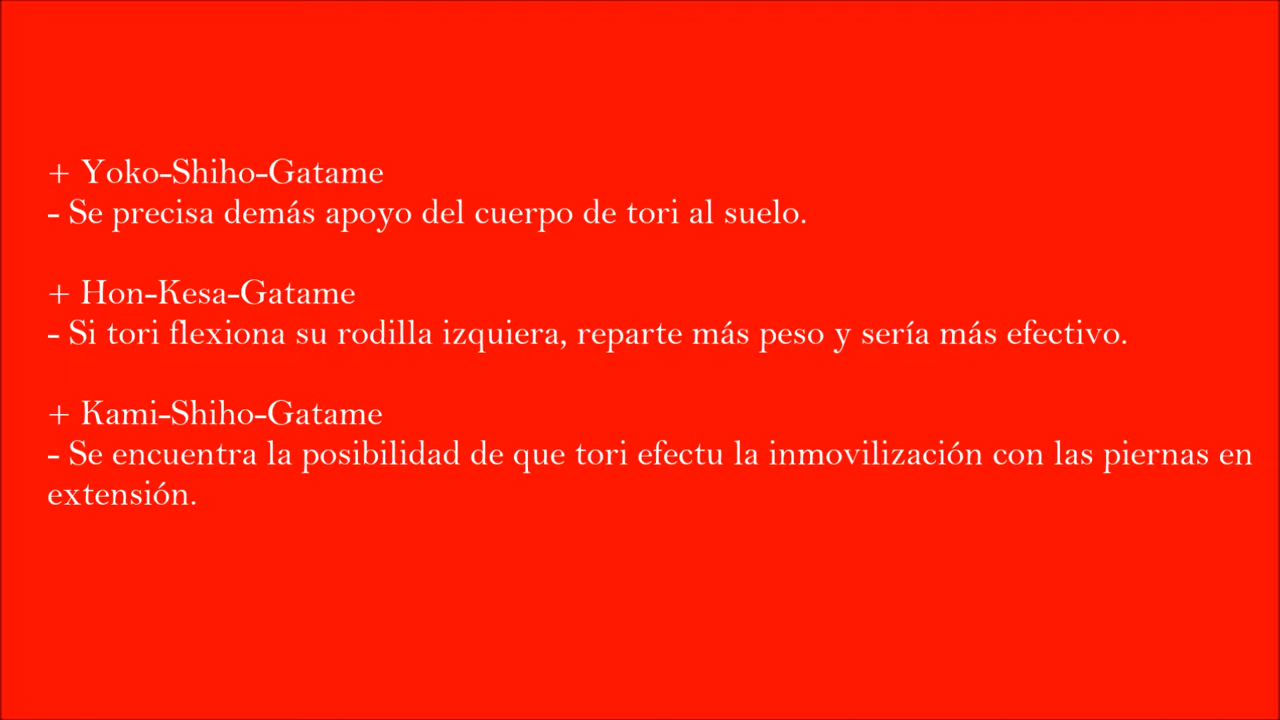 + Yoko-Shiho-Gatame
- Se precisa demás apoyo del cuerpo de tori al suelo.
+ Hon-Kesa-Gatame
- Si tori flexiona su rodilla izquiera, reparte más peso y sería más efectivo.
+ Kami-Shiho-Gatame
- Se encuentra la posibilidad de que tori efectu la inmovilización con las piernas en
extensión.